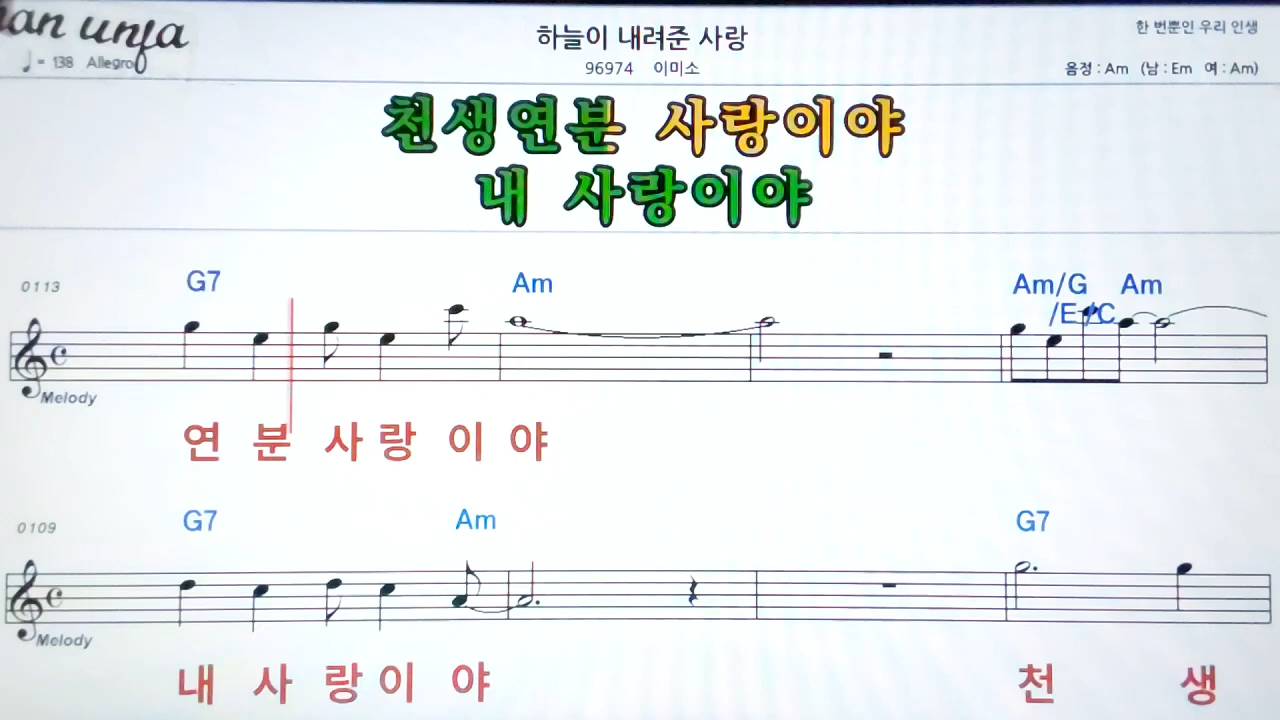 an unja
하늘이 내려준 사랑
한 번뿐인 우리 인생
♩= 138 Allegro
96974 이미소
음정 : Am (남 : Em 여 : Am)
천생연분 사랑이야
내 사랑이야
0113
G7 Am Am/G Am
/E /C
Melody
연 분 사 랑 이 야
0109
G7 Am G7
Melody
내 사 랑 이 야 천 생